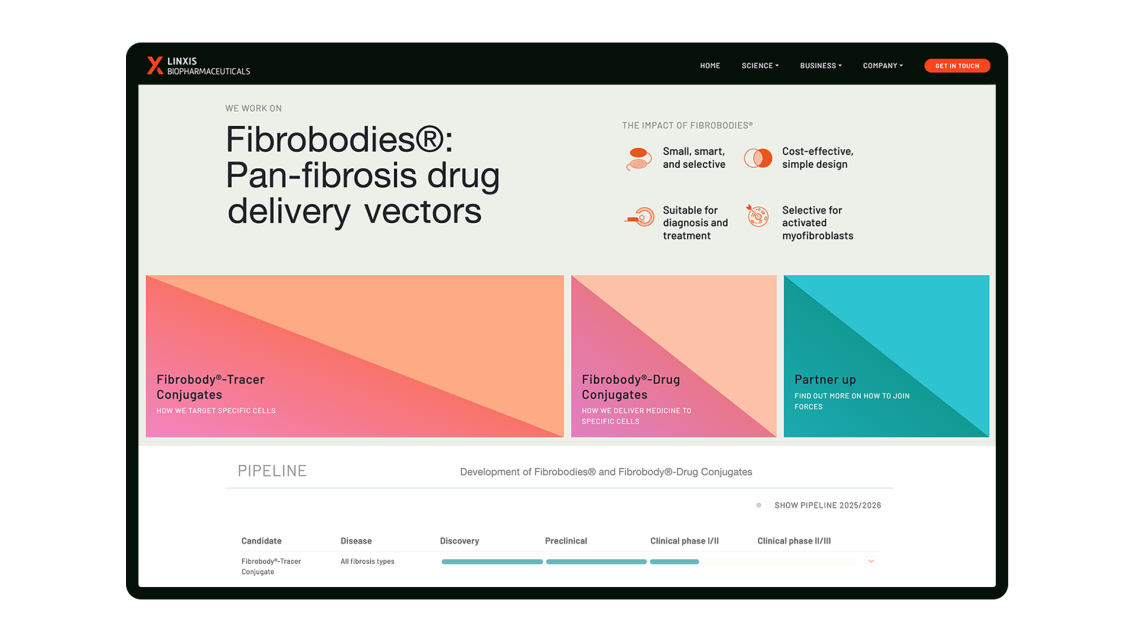 LINXIS
BIOPHARMACEUTICALS
HOME
SCIENCE
BUSINESS
COMPANY
GET IN TOUCH
WE WORK ON
Fibrobodies®:
Pan-fibrosis drug
delivery vectors
THE IMPACT OF FIBROBODIES®
Small, smart,
and selective
Cost-effective,
simple design
Suitable for
diagnosis and
treatment
Selective for
activated
myofibroblasts
Fibrobody®-Tracer
Conjugates
HOW WE TARGET SPECIFIC CELLS
Fibrobody®-Drug
Conjugates
HOW WE DELIVER MEDICINE TO
SPECIFIC CELLS
Partner up
FIND OUT MORE ON HOW TO JOIN
FORCES
PIPELINE
Development of Fibrobodies® and Fibrobody®-Drug Conjugates
SHOW PIPELINE 2025/2026
Candidate
Disease
Discovery
Preclinical
Clinical phase I/II
Clinical phase II/III
Fibrobody®-Tracer
Conjugate
All fibrosis types